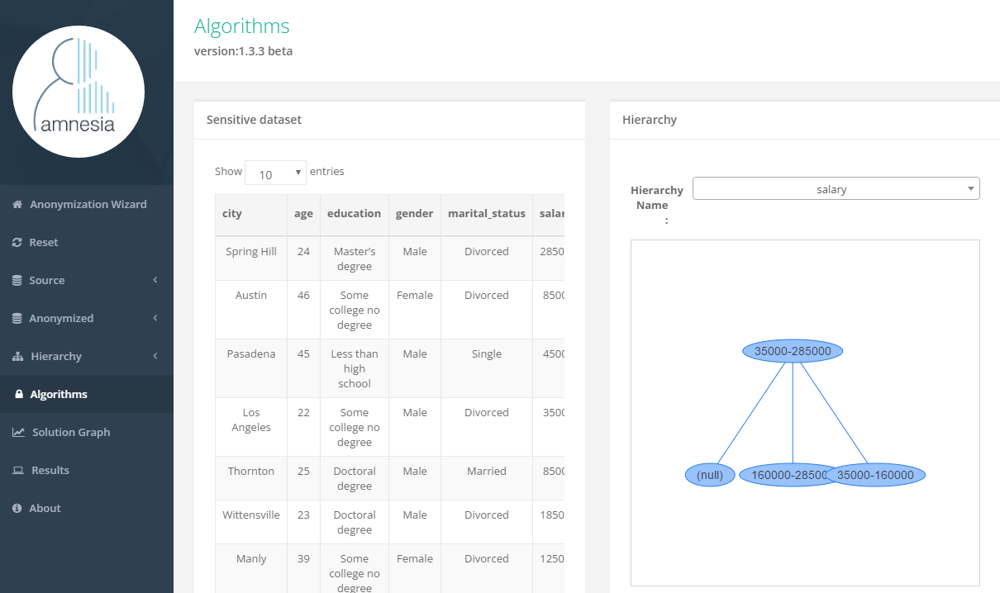 amnesia
Anonymization Wizard
Reset
Source
Anonymized
Hierarchy
Algorithms
Solution Graph
Results
About
Algorithms
version:1.3.3 beta
Sensitive dataset
Show 10 entries
city age education gender marital_status salar
Spring Hill 24 Master's Male Divorced 2850
degree
Austin 46 Some Female Divorced 8500
college no
degree
Pasadena 45 Less than Male Single 4500
high
school
Los 22 Some Male Divorced 3500
Angeles college no
degree
Thornton 25 Doctoral Male Married 8500
degree
Wittensville 23 Doctoral Male Divorced 1850
degree
Manly 39 Some Female Divorced 1250
college no
degree
Hierarchy
Hierarchy salary
Name
:
35000-285000
(null) 160000-28500 35000-160000